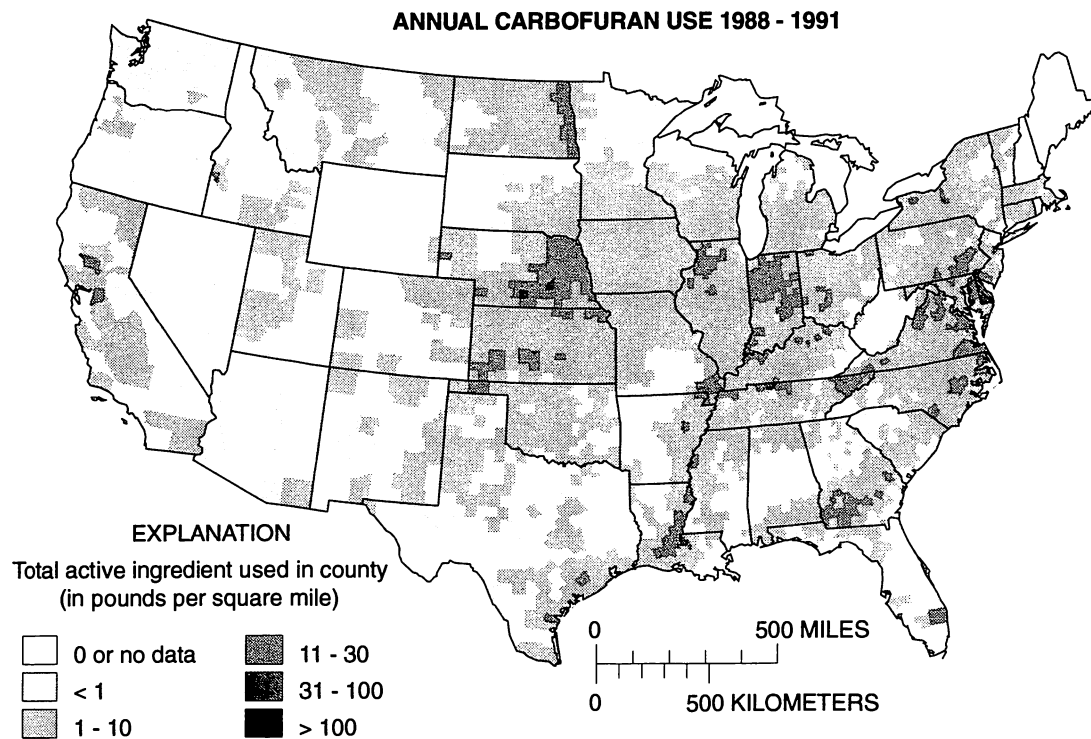 ANNUAL CARBOFURAN USE 1988 - 1991
EXPLANATION
Total active ingredient used in county
(in pounds per square mile)
0 or no data
< 1
1 - 10
11 - 30
31 - 100
> 100
0 500 MILES
0 500 KILOMETERS